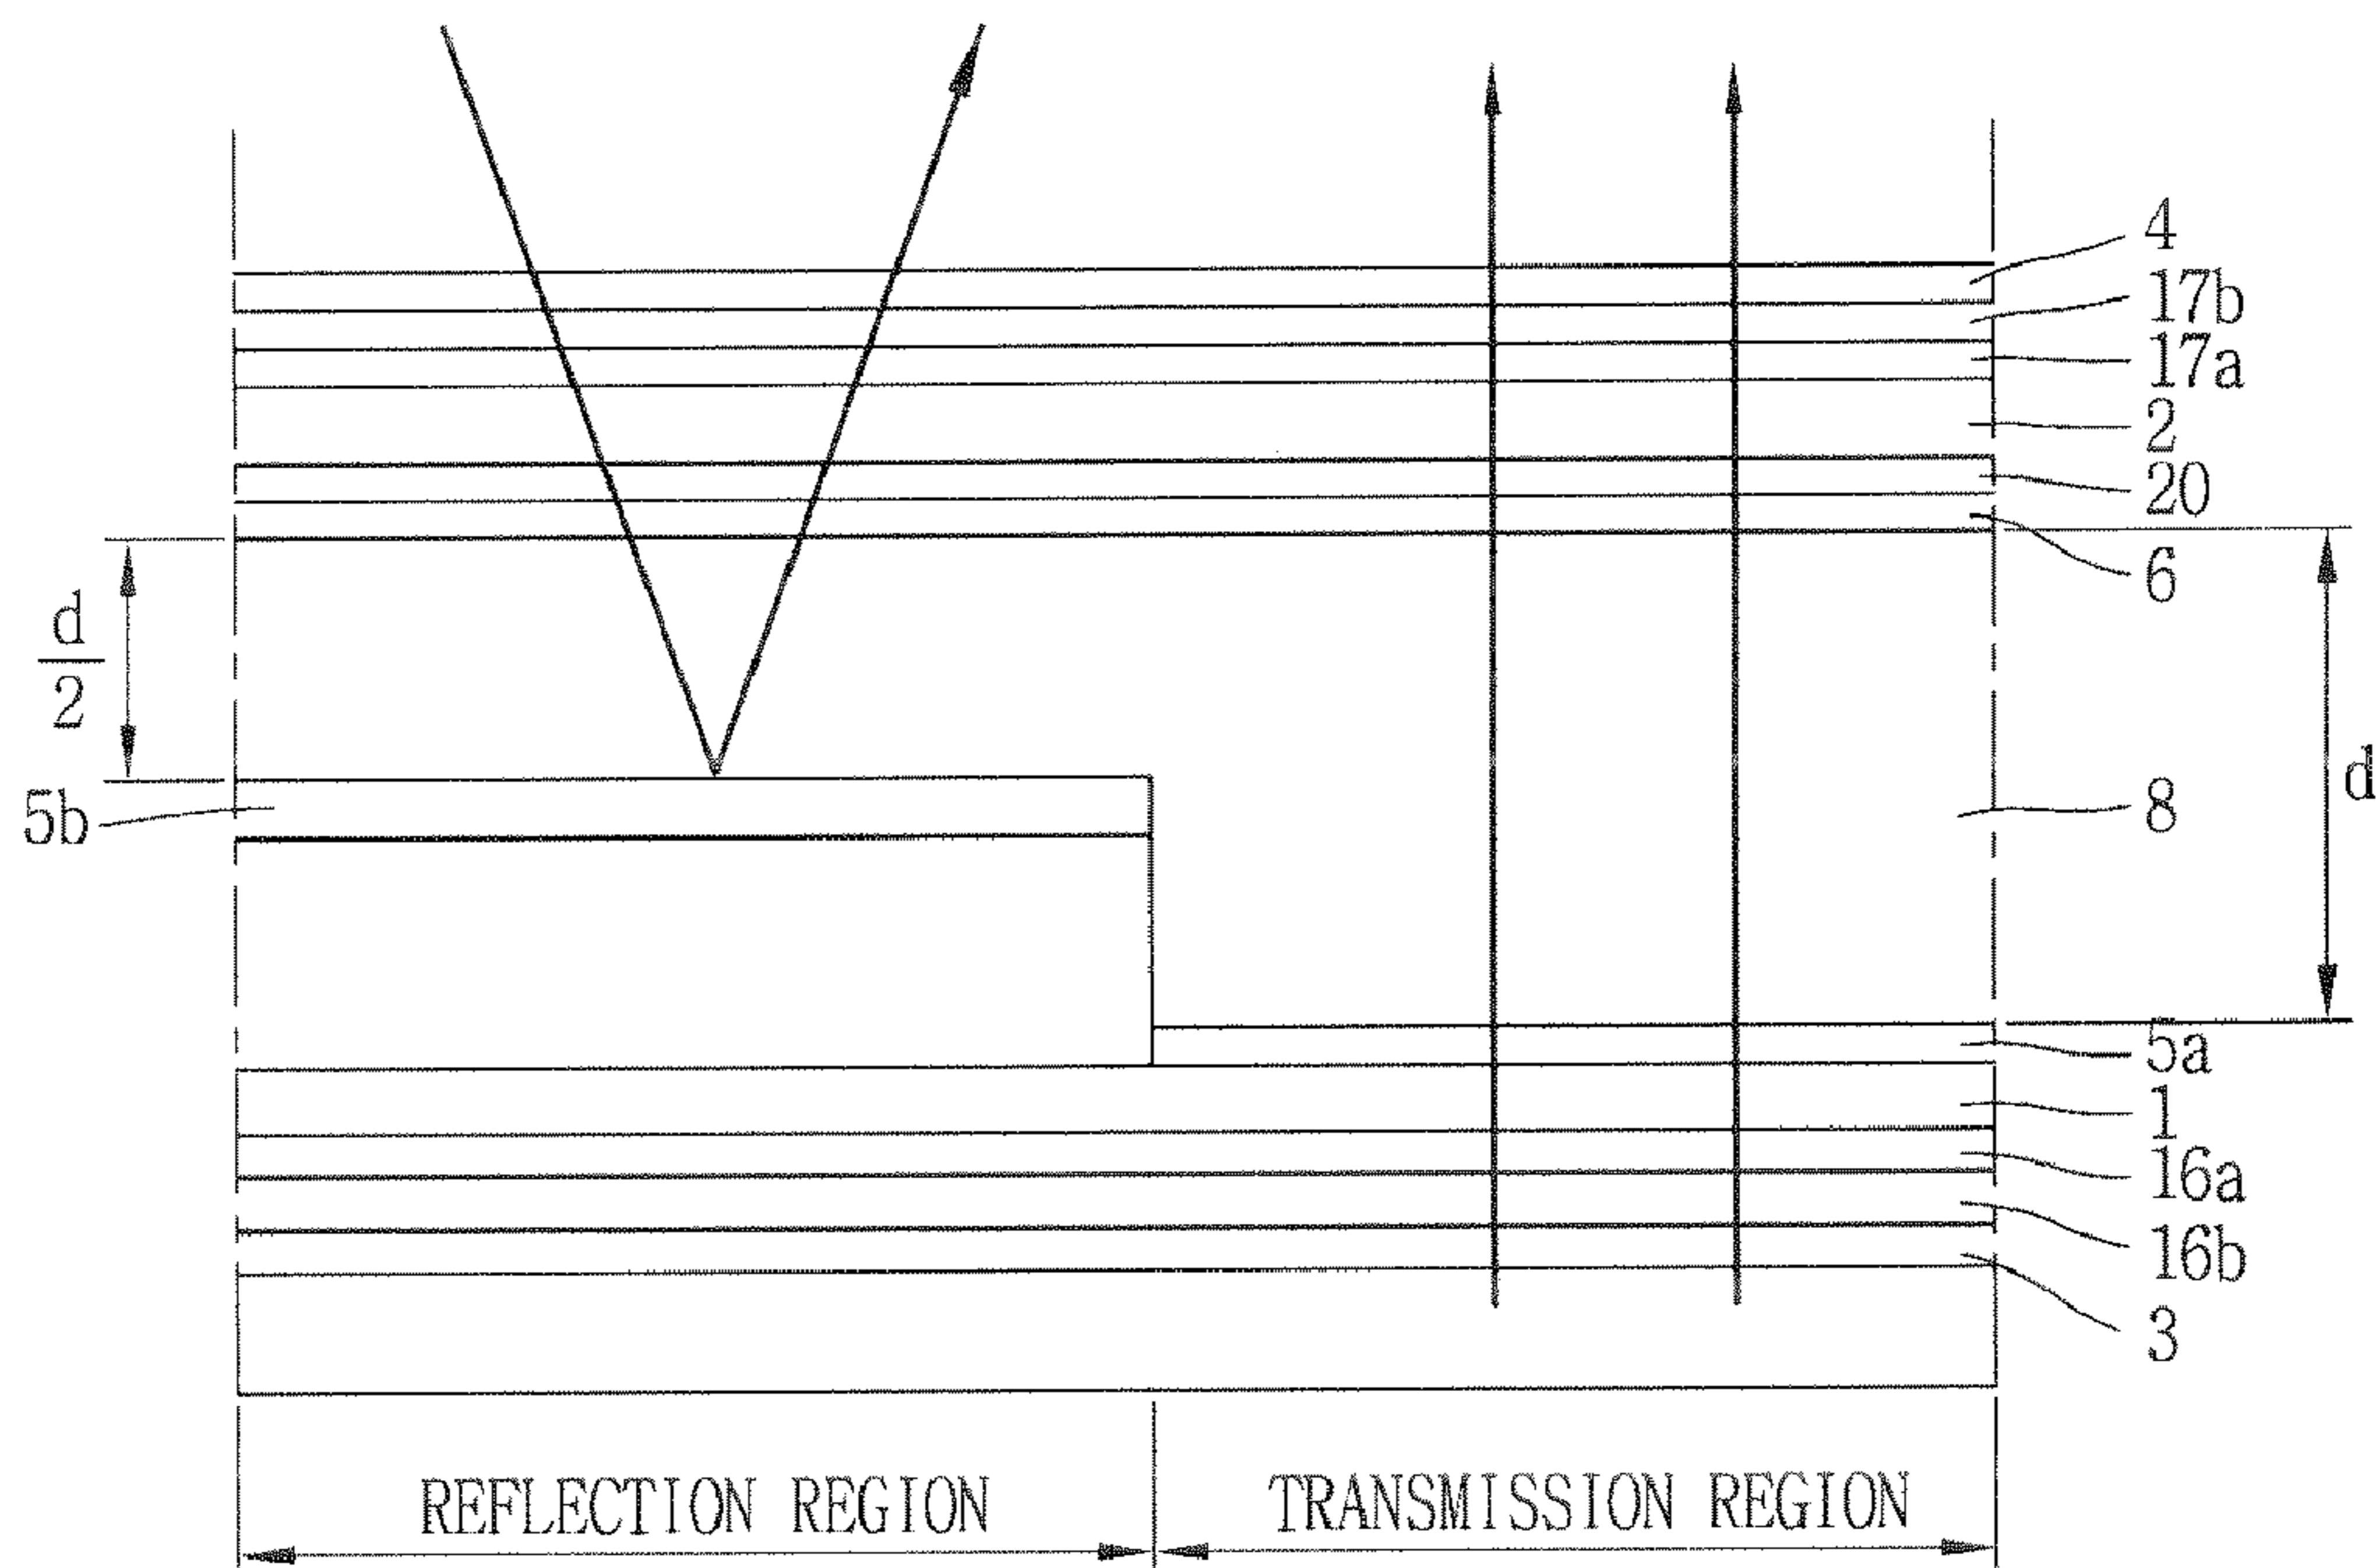 4
17b
17a
2
20
6
d
2
d
5b
8
5a
1
16a
16b
3
REFLECTION REGION
TRANSMISSION REGION